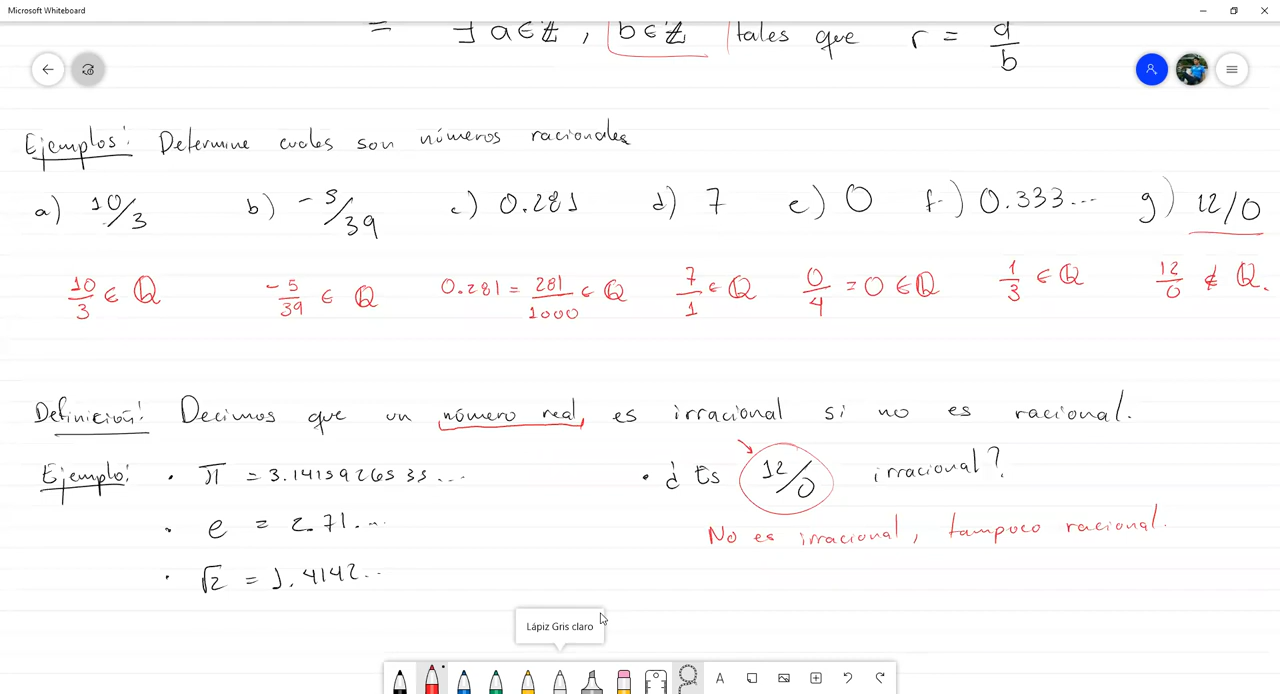 Microsoft Whiteboard
= ∃ a ∈ ℤ, b ∈ ℤ tales que r = a/b
Ejemplos: Determine cuales son números racionales
a) 10/3 b) -5/39 c) 0.281 d) 7 e) 0 f.) 0.333... g) 12/0
10/3 ∈ ℚ -5/39 ∈ ℚ 0.281 = 281/1000 ∈ ℚ 7/1 ∈ ℚ 0/4 = 0 ∈ ℚ 1/3 ∈ ℚ 12/0 ∉ ℚ.
Definición: Decimos que un número real, es irracional si no es racional.
Ejemplo: • π = 3.1415926535...
• e = 2.71...
• √2 = 1.4142...
• ¿Es 12/0 irracional?
No es irracional, tampoco racional.
Lápiz Gris claro